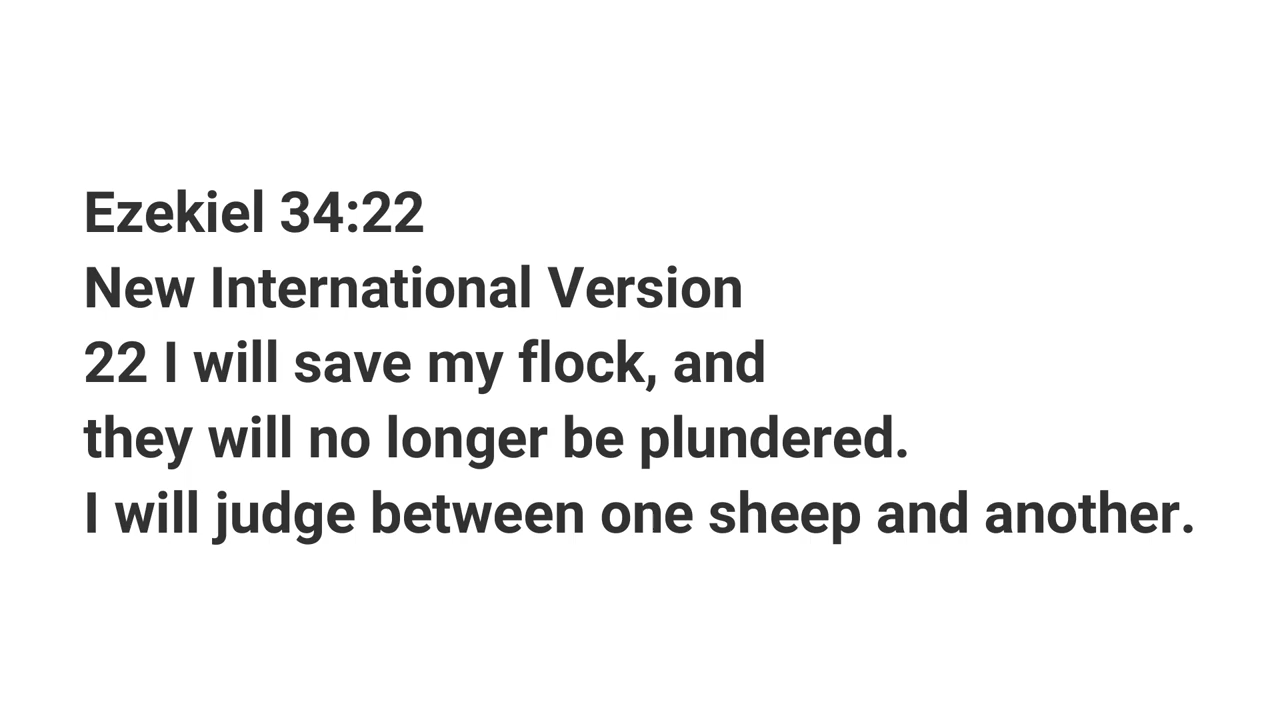 Ezekiel 34:22
New International Version
22 I will save my flock, and
they will no longer be plundered.
I will judge between one sheep and another.